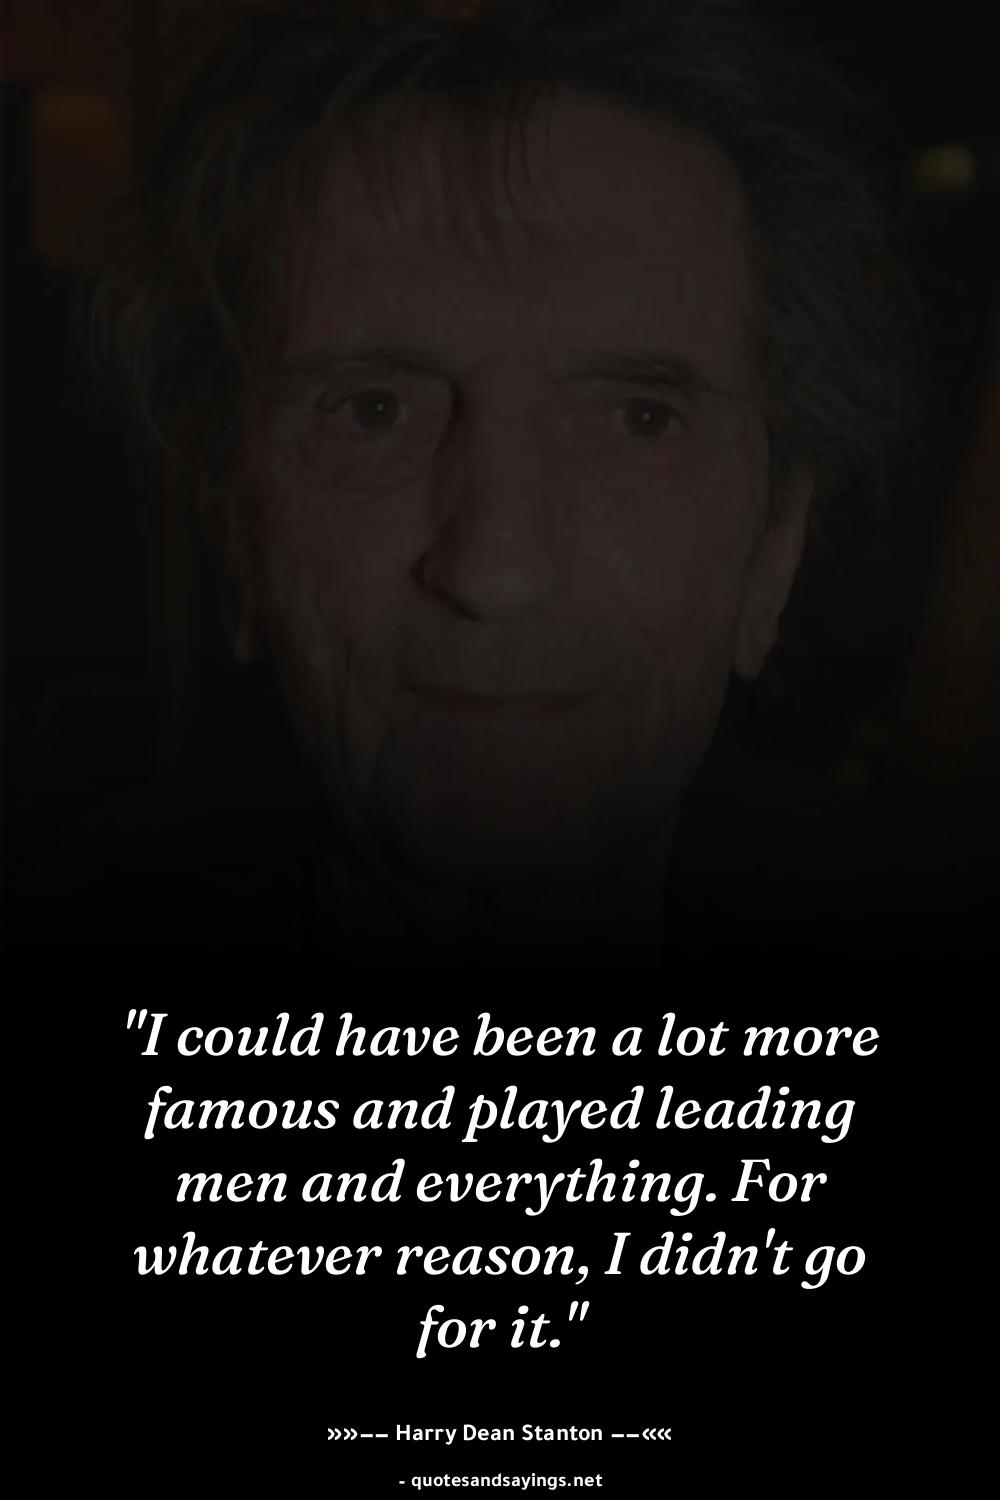 "I could have been a lot more
famous and played leading
men and everything. For
whatever reason, I didn't go
for it."
»»−− Harry Dean Stanton −−««
- quotesandsayings.net